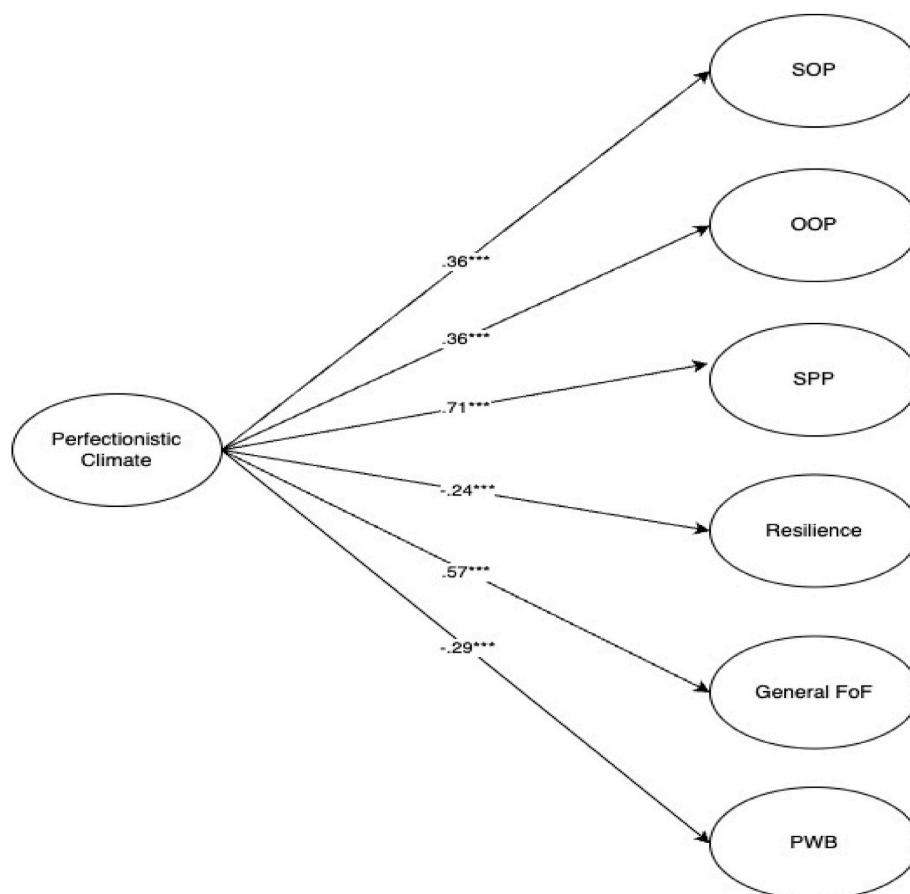 SOP
OOP
.36***
.36***
SPP
.71***
Perfectionistic
Climate
-.24***
Resilience
.57***
-.29***
General FoF
PWB